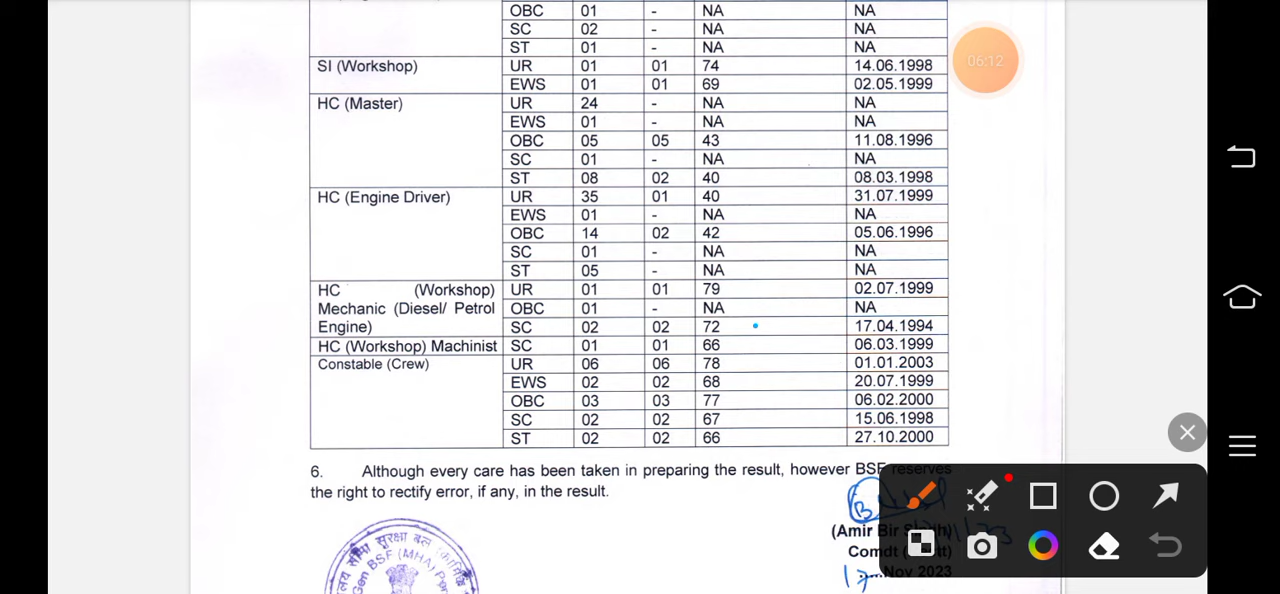 OBC 01 - NA NA
SC 02 - NA NA
ST 01 - NA NA
SI (Workshop) UR 01 01 74 14.06.1998
EWS 01 01 69 02.05.1999
HC (Master) UR 24 - NA NA
EWS 01 - NA NA
OBC 05 05 43 11.08.1996
SC 01 - NA NA
ST 08 02 40 08.03.1998
HC (Engine Driver) UR 35 01 40 31.07.1999
EWS 01 - NA NA
OBC 14 02 42 05.06.1996
SC 01 - NA NA
ST 05 - NA NA
HC (Workshop) UR 01 01 79 02.07.1999
Mechanic (Diesel/ Petrol OBC 01 - NA NA
Engine) SC 02 02 72 17.04.1994
HC (Workshop) Machinist SC 01 01 66 06.03.1999
Constable (Crew) UR 06 06 78 01.01.2003
EWS 02 02 68 20.07.1999
OBC 03 03 77 06.02.2000
SC 02 02 67 15.06.1998
ST 02 02 66 27.10.2000
06:12
6. Although every care has been taken in preparing the result, however BSF reserves
the right to rectify error, if any, in the result.
(Amir Bir
Comdt
17 Nov 2023
सीमा सुरक्षा बल
Gen BSF (MHA)